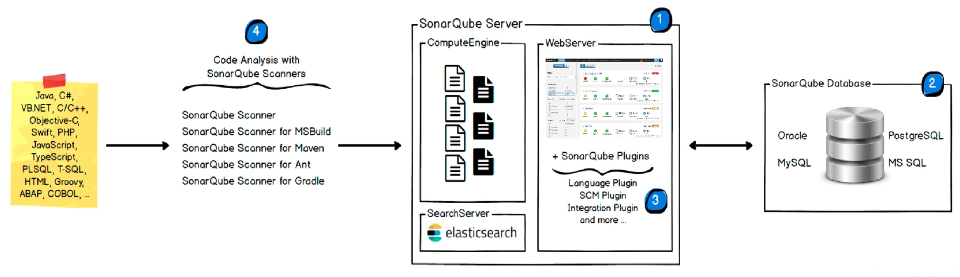 Java, C#,
VB.NET, C/C++,
Objective-C,
Swift, PHP,
JavaScript,
TypeScript,
PLSQL, T-SQL,
HTML, Groovy,
ABAP, COBOL, ...
4
Code Analysis with
SonarQube Scanners
SonarQube Scanner
SonarQube Scanner for MSBuild
SonarQube Scanner for Maven
SonarQube Scanner for Ant
SonarQube Scanner for Gradle
SonarQube Server
1
ComputeEngine
SearchServer
elasticsearch
WebServer
+ SonarQube Plugins
Language Plugin
SCM Plugin
Integration Plugin
and more ...
3
SonarQube Database
2
Oracle
PostgreSQL
MySQL
MS SQL